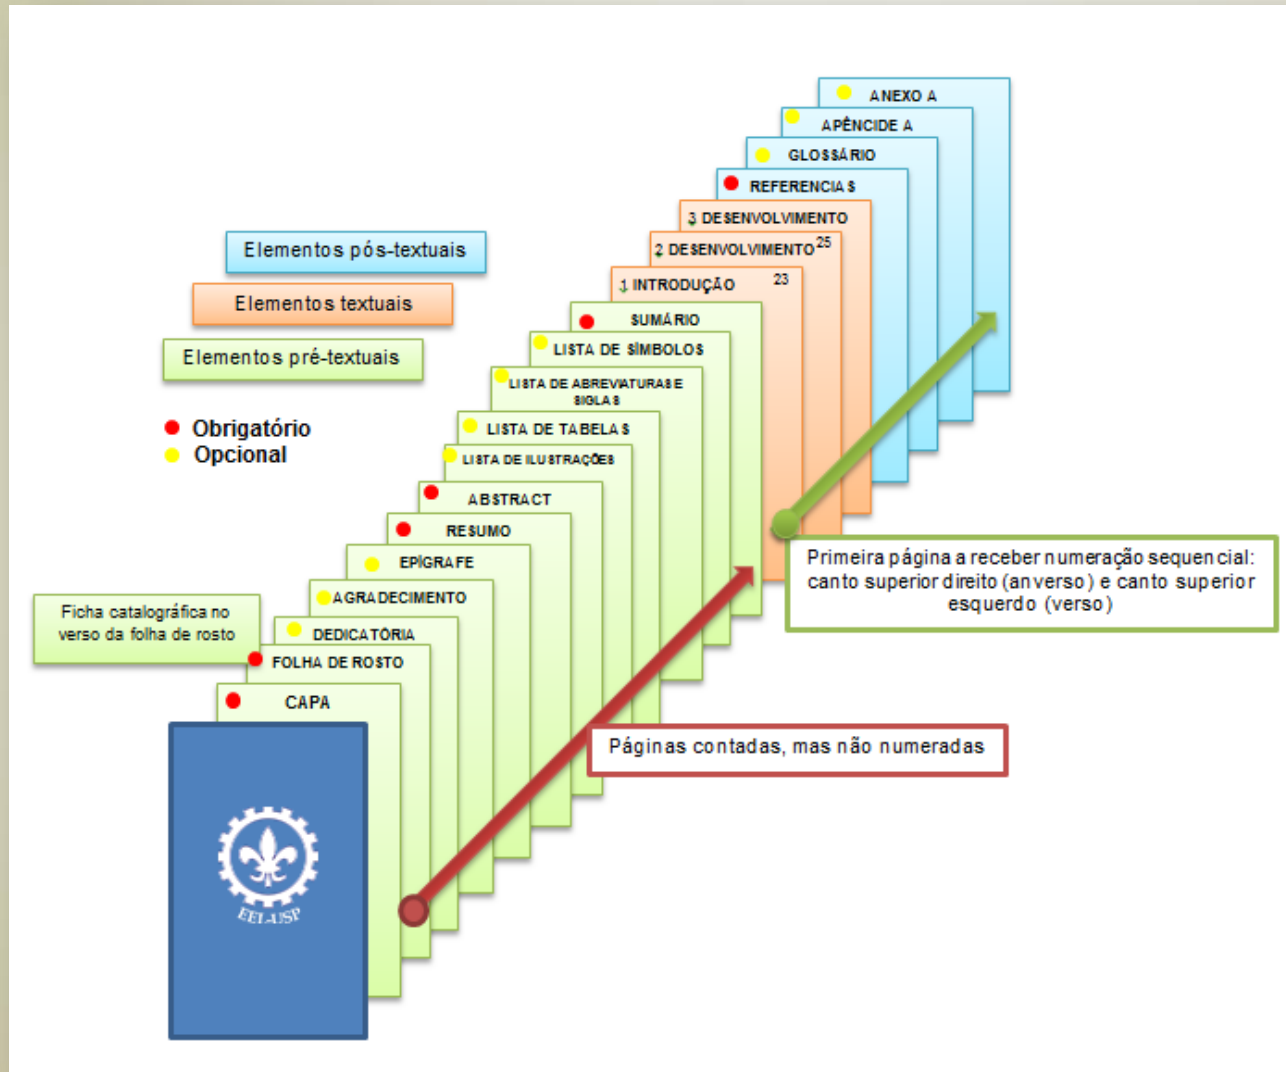 ANEXO A
APÊNCIDE A
GLOSSÁRIO
REFERENCIAS
3 DESENVOLVIMENTO
2 DESENVOLVIMENTO 25
1 INTRODUÇÃO 23
SUMÁRIO
LISTA DE SÍMBOLOS
LISTA DE ABREVIATURAS E
SIGLAS
LISTA DE TABELAS
LISTA DE ILUSTRAÇÕES
ABSTRACT
RESUMO
EPÍGRAFE
AGRADECIMENTO
DEDICATÓRIA
FOLHA DE ROSTO
CAPA
Elementos pós-textuais
Elementos textuais
Elementos pré-textuais
Obrigatório
Opcional
Ficha catalográfica no
verso da folha de rosto
Primeira página a receber numeração sequencial:
canto superior direito (anverso) e canto superior
esquerdo (verso)
Páginas contadas, mas não numeradas
EEL-USP